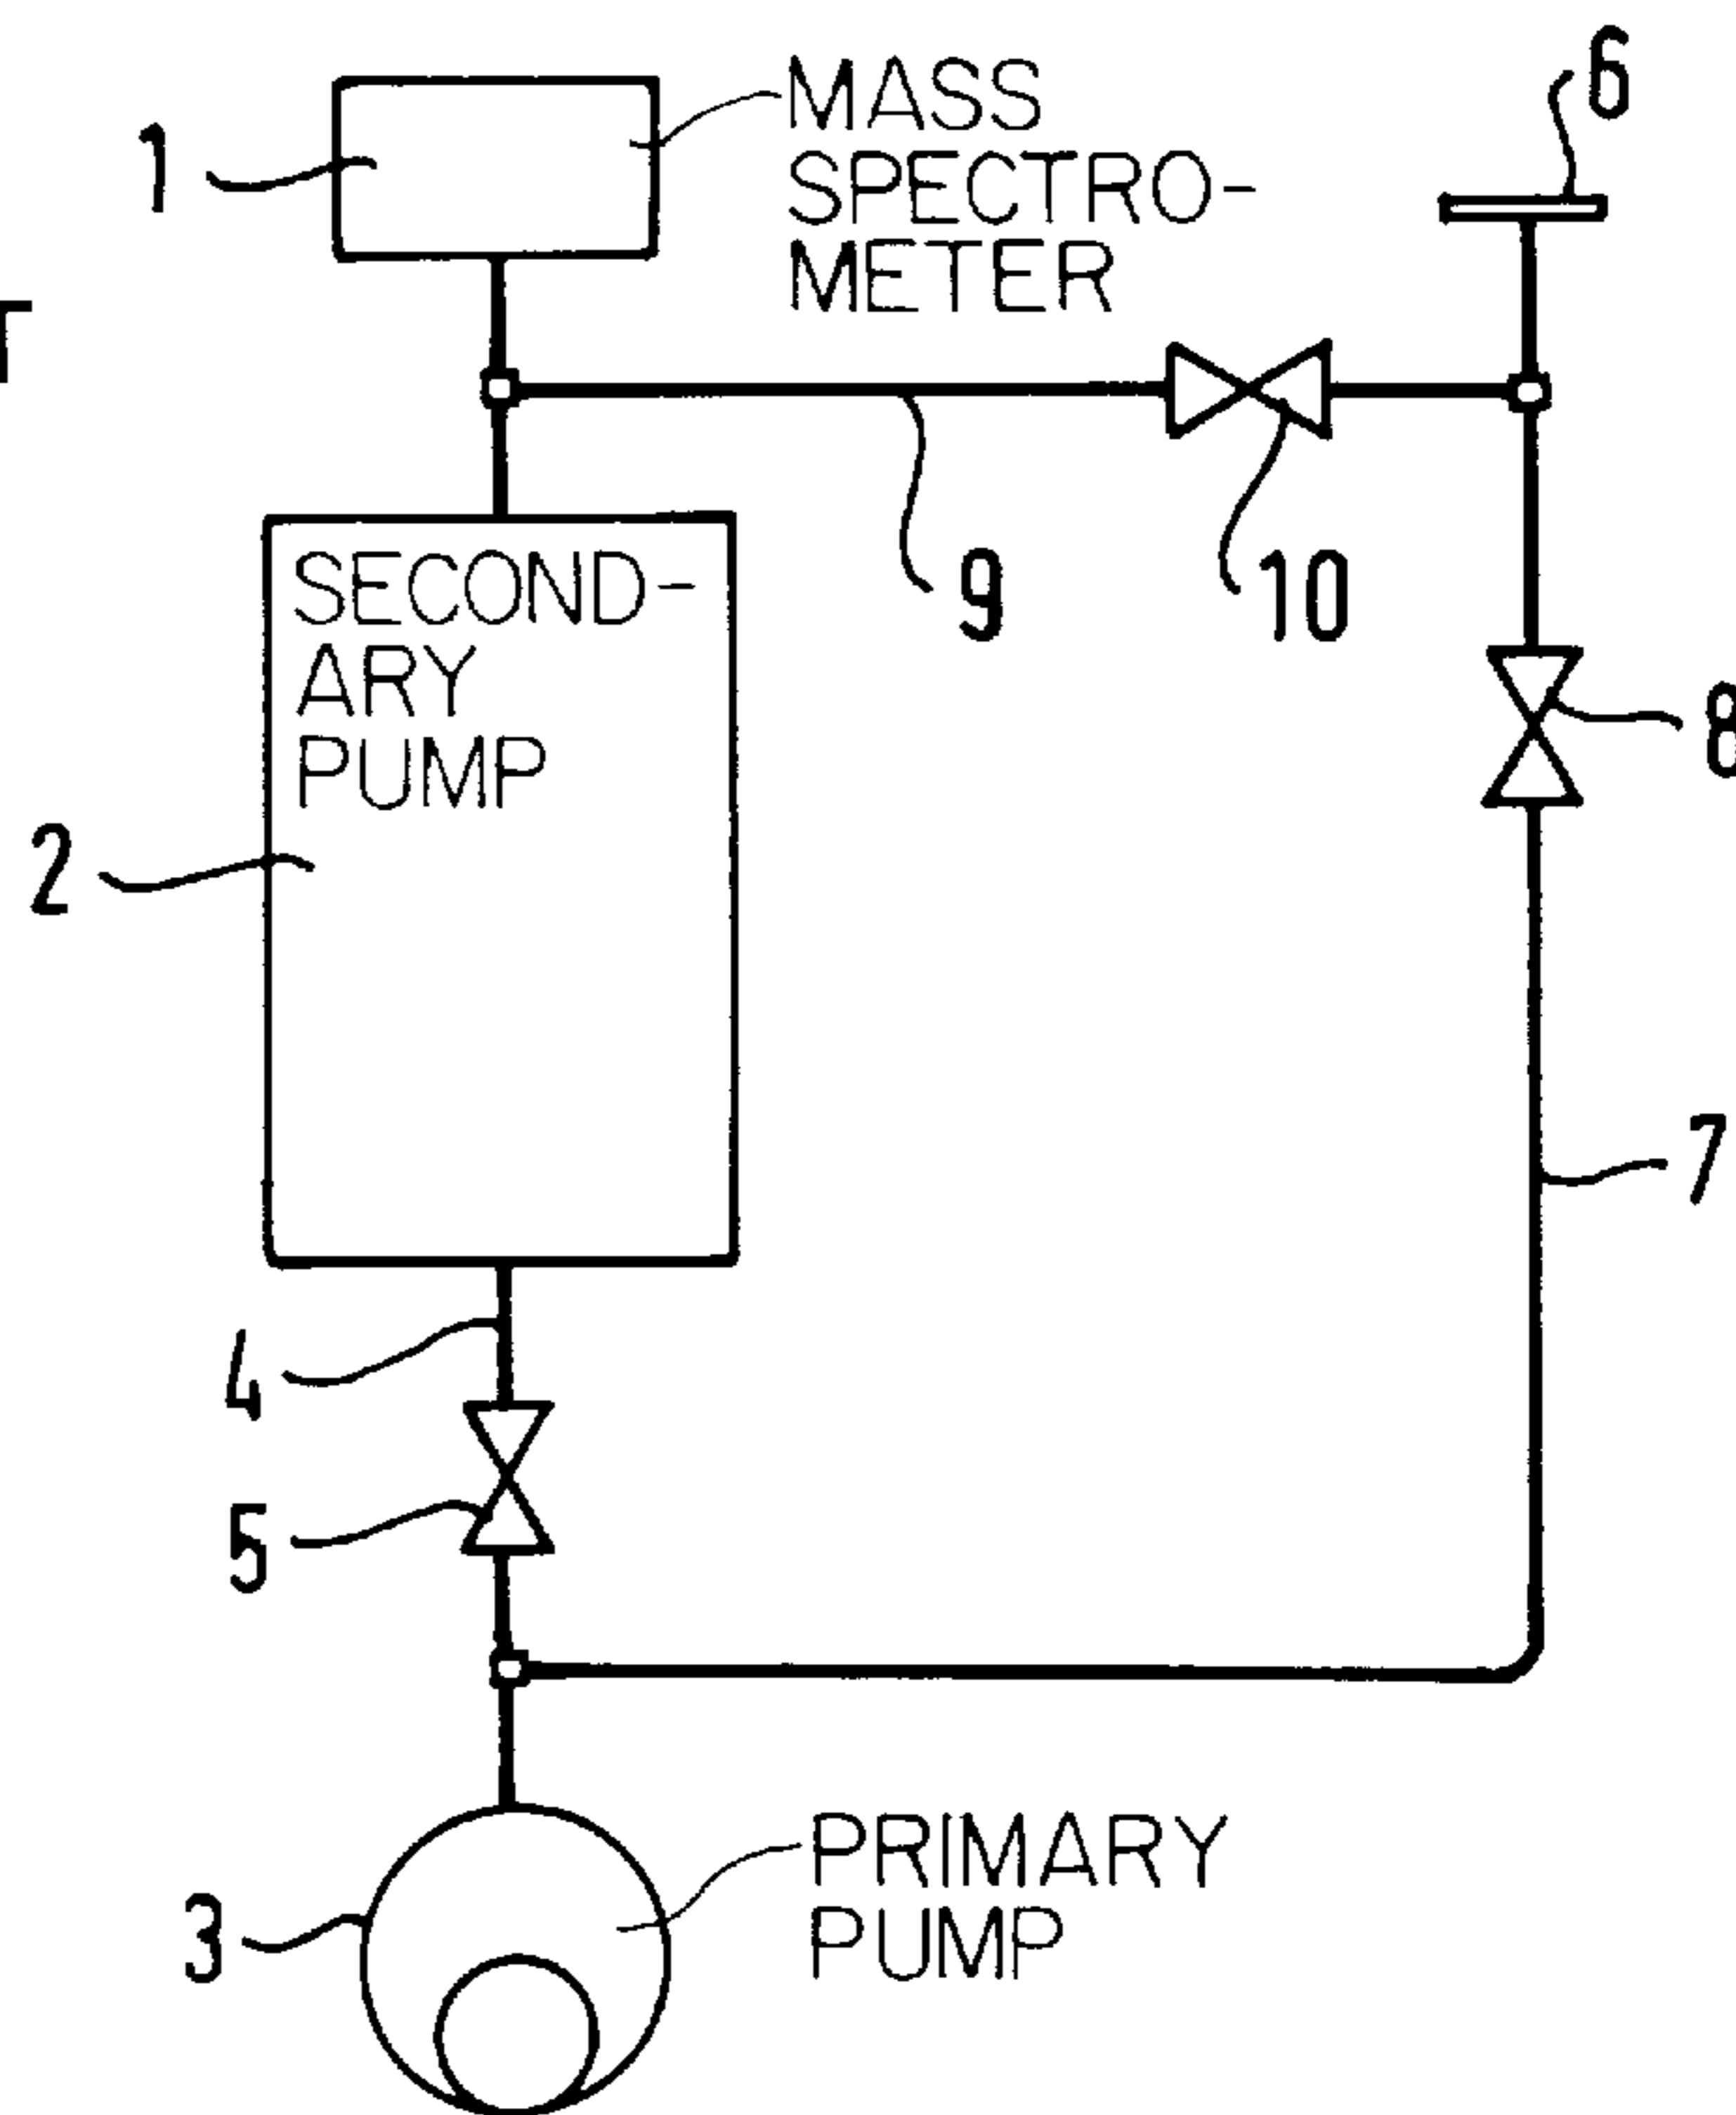 1
MASS
SPECTRO-
METER
6
T
9
10
SECOND-
ARY
PUMP
8
2
7
4
5
3
PRIMARY
PUMP